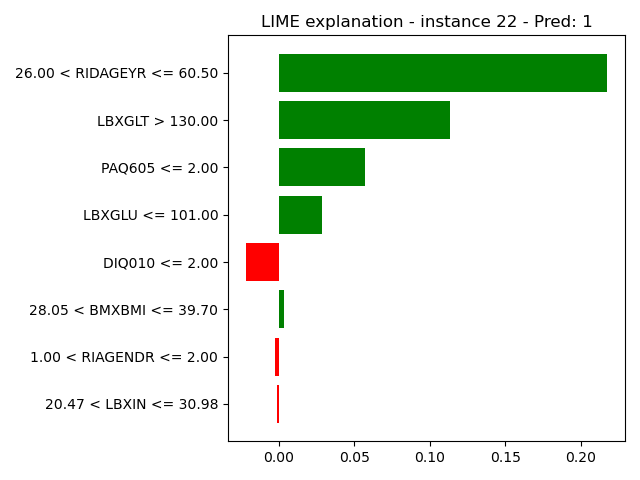 LIME explanation - instance 22 - Pred: 1
26.00 < RIDAGEYR <= 60.50
LBXGLT > 130.00
PAQ605 <= 2.00
LBXGLU <= 101.00
DIQ010 <= 2.00
28.05 < BMXBMI <= 39.70
1.00 < RIAGENDR <= 2.00
20.47 < LBXIN <= 30.98
0.00 0.05 0.10 0.15 0.20